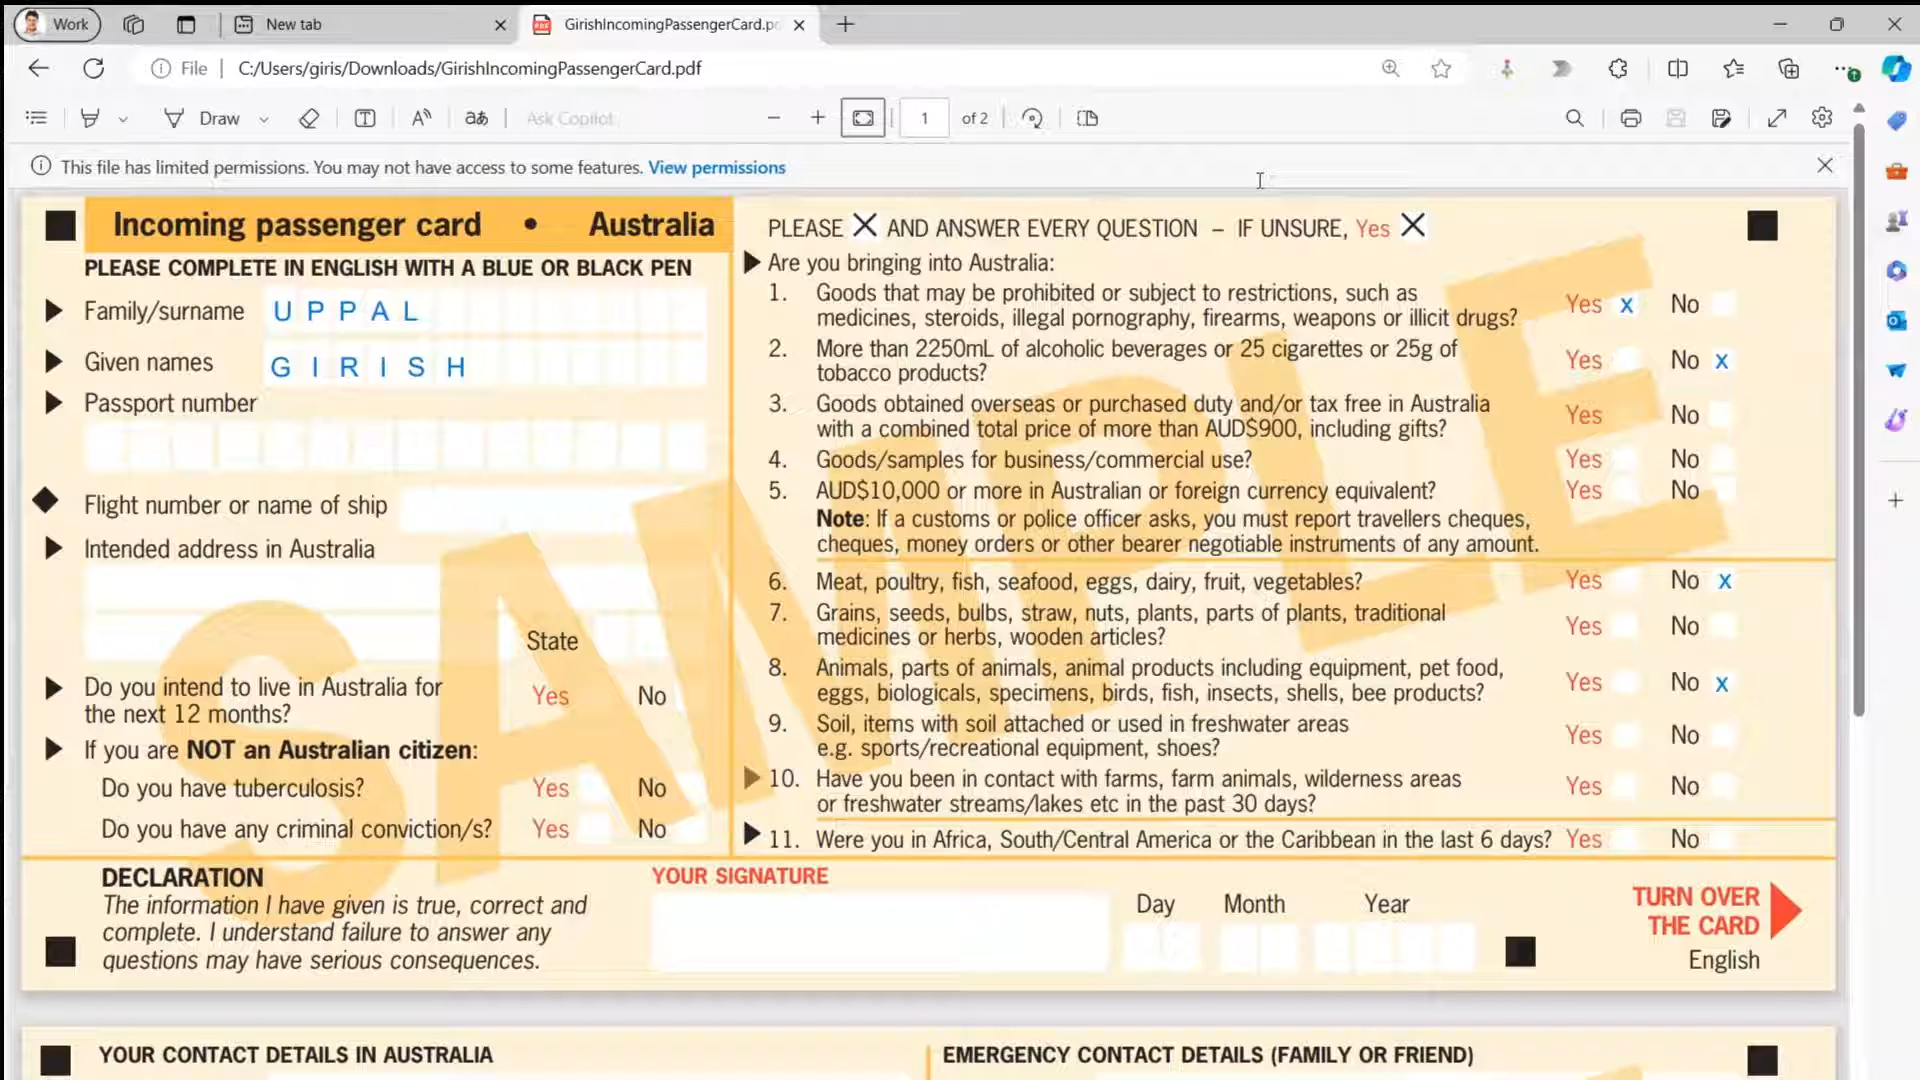 Work
New tab
GirishIncomingPassengerCard.pc
File
C:/Users/giris/Downloads/GirishIncomingPassengerCard.pdf
Draw
Ask Copilot
1
of 2
This file has limited permissions. You may not have access to some features. View permissions
Incoming passenger card • Australia
PLEASE COMPLETE IN ENGLISH WITH A BLUE OR BLACK PEN
Family/surname UPPAL
Given names GIRISH
Passport number
Flight number or name of ship
Intended address in Australia
State
Do you intend to live in Australia for
the next 12 months?
Yes No
If you are NOT an Australian citizen:
Do you have tuberculosis? Yes No
Do you have any criminal conviction/s? Yes No
PLEASE X AND ANSWER EVERY QUESTION – IF UNSURE, Yes X
Are you bringing into Australia:
1. Goods that may be prohibited or subject to restrictions, such as
medicines, steroids, illegal pornography, firearms, weapons or illicit drugs?
Yes x No
2. More than 2250mL of alcoholic beverages or 25 cigarettes or 25g of
tobacco products?
Yes No x
3. Goods obtained overseas or purchased duty and/or tax free in Australia
with a combined total price of more than AUD$900, including gifts?
Yes No
4. Goods/samples for business/commercial use? Yes No
5. AUD$10,000 or more in Australian or foreign currency equivalent? Yes No
Note: If a customs or police officer asks, you must report travellers cheques,
cheques, money orders or other bearer negotiable instruments of any amount.
6. Meat, poultry, fish, seafood, eggs, dairy, fruit, vegetables? Yes No x
7. Grains, seeds, bulbs, straw, nuts, plants, parts of plants, traditional
medicines or herbs, wooden articles?
Yes No
8. Animals, parts of animals, animal products including equipment, pet food,
eggs, biologicals, specimens, birds, fish, insects, shells, bee products?
Yes No x
9. Soil, items with soil attached or used in freshwater areas
e.g. sports/recreational equipment, shoes?
Yes No
10. Have you been in contact with farms, farm animals, wilderness areas
or freshwater streams/lakes etc in the past 30 days?
Yes No
11. Were you in Africa, South/Central America or the Caribbean in the last 6 days? Yes No
SAMPLE
DECLARATION
The information I have given is true, correct and
complete. I understand failure to answer any
questions may have serious consequences.
YOUR SIGNATURE
Day Month Year
TURN OVER
THE CARD
English
YOUR CONTACT DETAILS IN AUSTRALIA
EMERGENCY CONTACT DETAILS (FAMILY OR FRIEND)